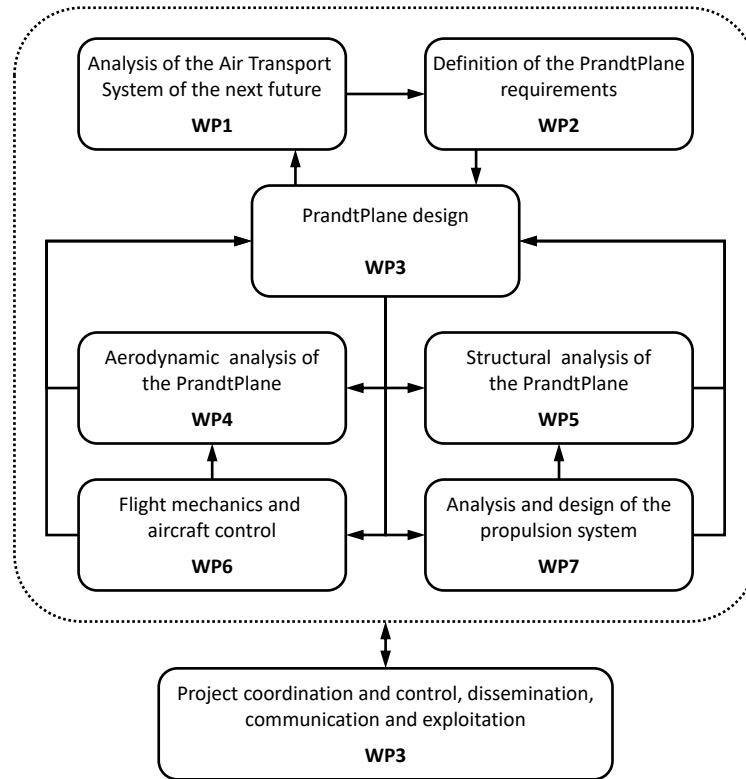 Analysis of the Air Transport
System of the next future
WP1
Definition of the PrandtPlane
requirements
WP2
PrandtPlane design
WP3
Aerodynamic analysis of
the PrandtPlane
WP4
Structural analysis of
the PrandtPlane
WP5
Flight mechanics and
aircraft control
WP6
Analysis and design of the
propulsion system
WP7
Project coordination and control, dissemination,
communication and exploitation
WP3